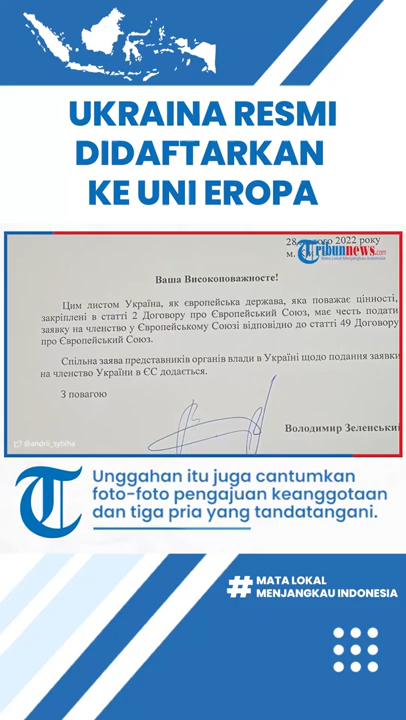 UKRAINA RESMI
DIDAFTARKAN
KE UNI EROPA
28 2022 року
Tribunnews.com
м.
Ваша Високоповажносте!
Цим листом Україна, як європейська держава, яка поважає цінності,
закріплені в статті 2 Договору про Європейський Союз, має честь подати
заявку на членство у Європейському Союзі відповідно до статті 49 Договору
про Європейський Союз.
Спільна заява представників органів влади в Україні щодо подання заявки
на членство України в ЄС додається.
З повагою
Володимир Зеленський
@andrii_sybiha
Unggahan itu juga cantumkan
foto-foto pengajuan keanggotaan
dan tiga pria yang tandatangani.
# MATA LOKAL
MENJANGKAU INDONESIA